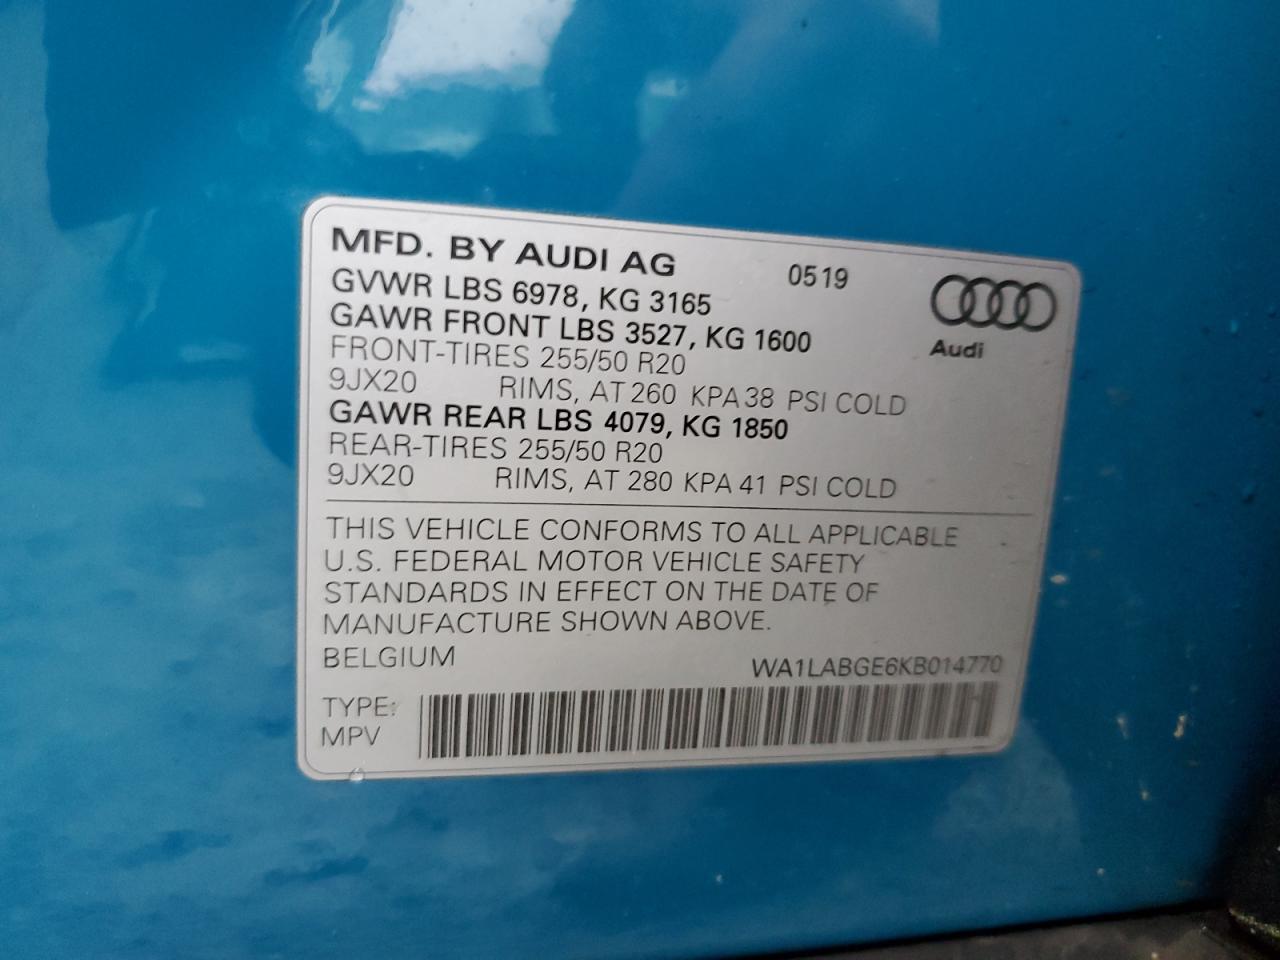 MFD. BY AUDI AG 0519
GVWR LBS 6978, KG 3165
GAWR FRONT LBS 3527, KG 1600
FRONT-TIRES 255/50 R20
9JX20 RIMS, AT 260 KPA 38 PSI COLD
GAWR REAR LBS 4079, KG 1850
REAR-TIRES 255/50 R20
9JX20 RIMS, AT 280 KPA 41 PSI COLD
Audi
THIS VEHICLE CONFORMS TO ALL APPLICABLE
U.S. FEDERAL MOTOR VEHICLE SAFETY
STANDARDS IN EFFECT ON THE DATE OF
MANUFACTURE SHOWN ABOVE.
BELGIUM WA1LABGE6KB014770
TYPE:
MPV